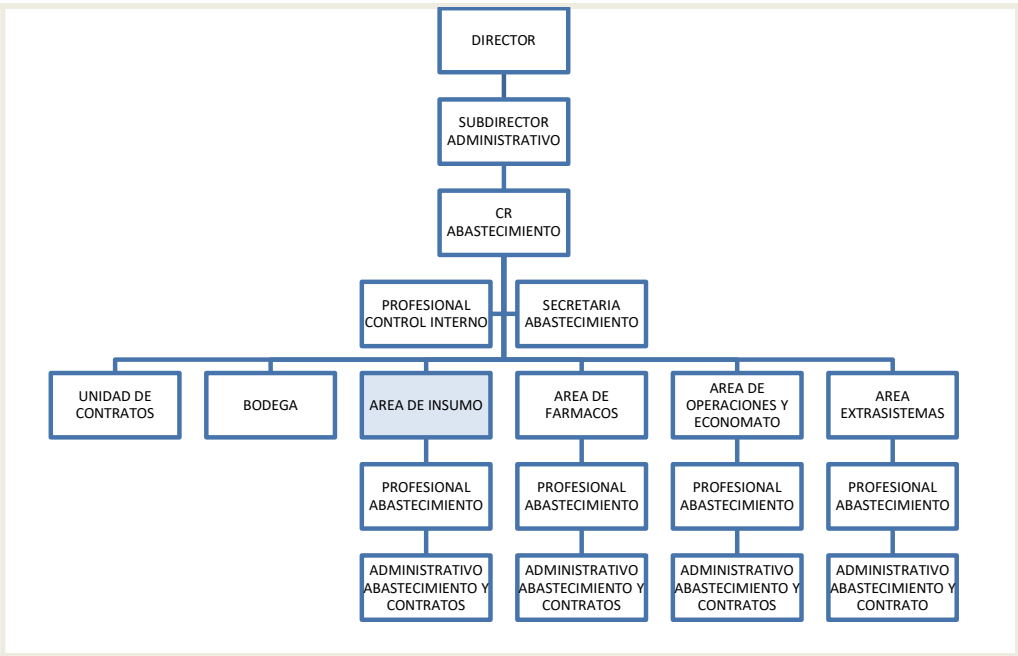 DIRECTOR
SUBDIRECTOR
ADMINISTRATIVO
CR
ABASTECIMIENTO
PROFESIONAL
CONTROL INTERNO
SECRETARIA
ABASTECIMIENTO
UNIDAD DE
CONTRATOS
BODEGA
AREA DE INSUMO
AREA DE
FARMACOS
AREA DE
OPERACIONES Y
ECONOMATO
AREA
EXTRASISTEMAS
PROFESIONAL
ABASTECIMIENTO
PROFESIONAL
ABASTECIMIENTO
PROFESIONAL
ABASTECIMIENTO
PROFESIONAL
ABASTECIMIENTO
ADMINISTRATIVO
ABASTECIMIENTO Y
CONTRATOS
ADMINISTRATIVO
ABASTECIMIENTO Y
CONTRATOS
ADMINISTRATIVO
ABASTECIMIENTO Y
CONTRATOS
ADMINISTRATIVO
ABASTECIMIENTO Y
CONTRATO